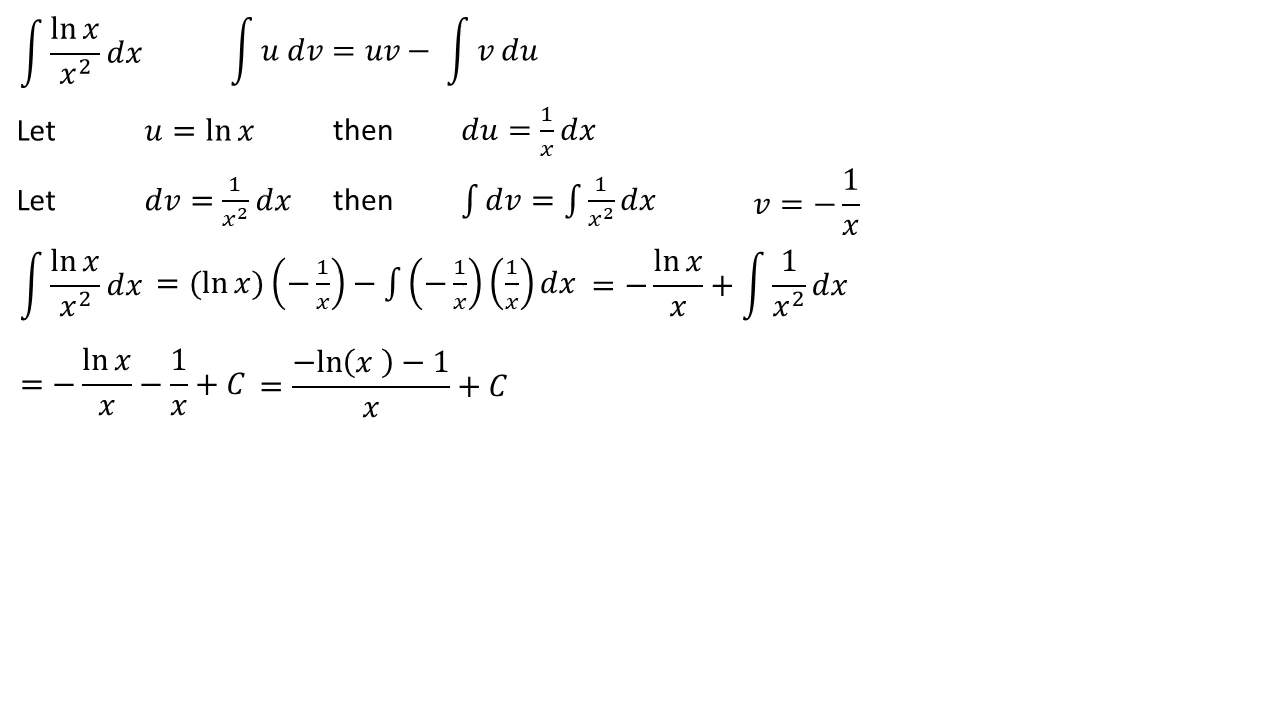 ∫ ln x / x² dx    ∫ u dv = uv − ∫ v du
Let u = ln x then du = 1/x dx
Let dv = 1/x² dx then ∫ dv = ∫ 1/x² dx    v = − 1/x
∫ ln x / x² dx = (ln x)(− 1/x) − ∫ (− 1/x)(1/x) dx = − ln x / x + ∫ 1/x² dx
= − ln x / x − 1/x + C = (−ln(x ) − 1) / x + C